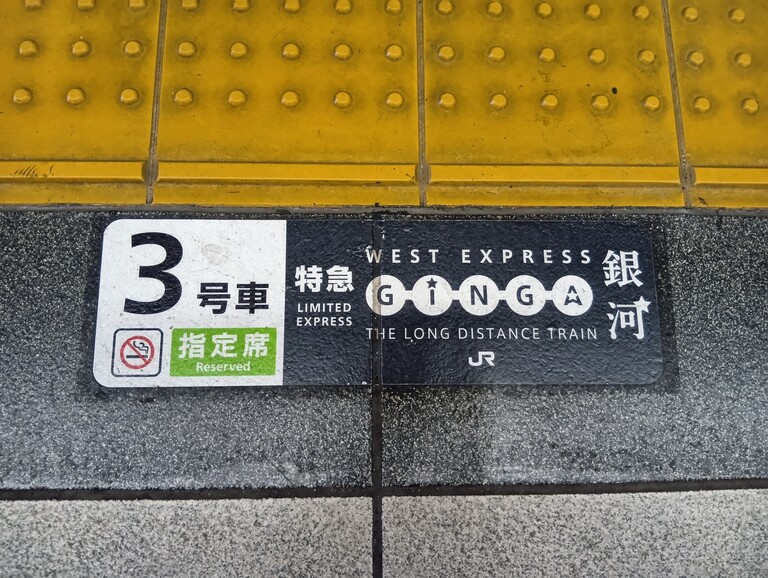 3号車
指定席
Reserved
特急
LIMITED
EXPRESS
WEST EXPRESS
GiNGA
THE LONG DISTANCE TRAIN
JR
銀河